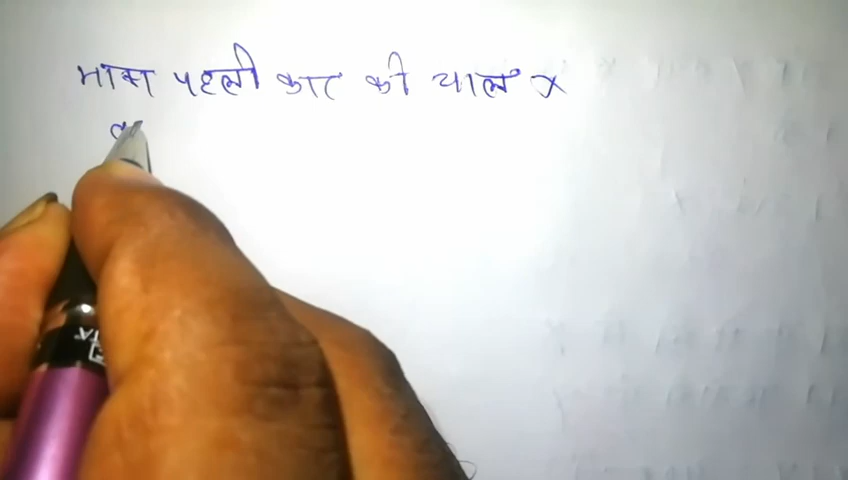 माना पहली कार की चाल x